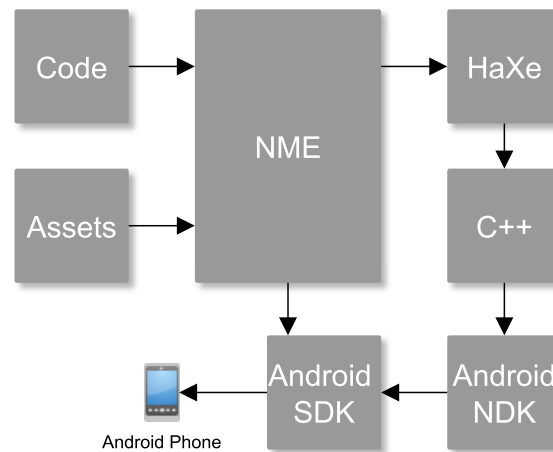 Code
NME
HaXe
Assets
C++
Android
SDK
Android
NDK
Android Phone